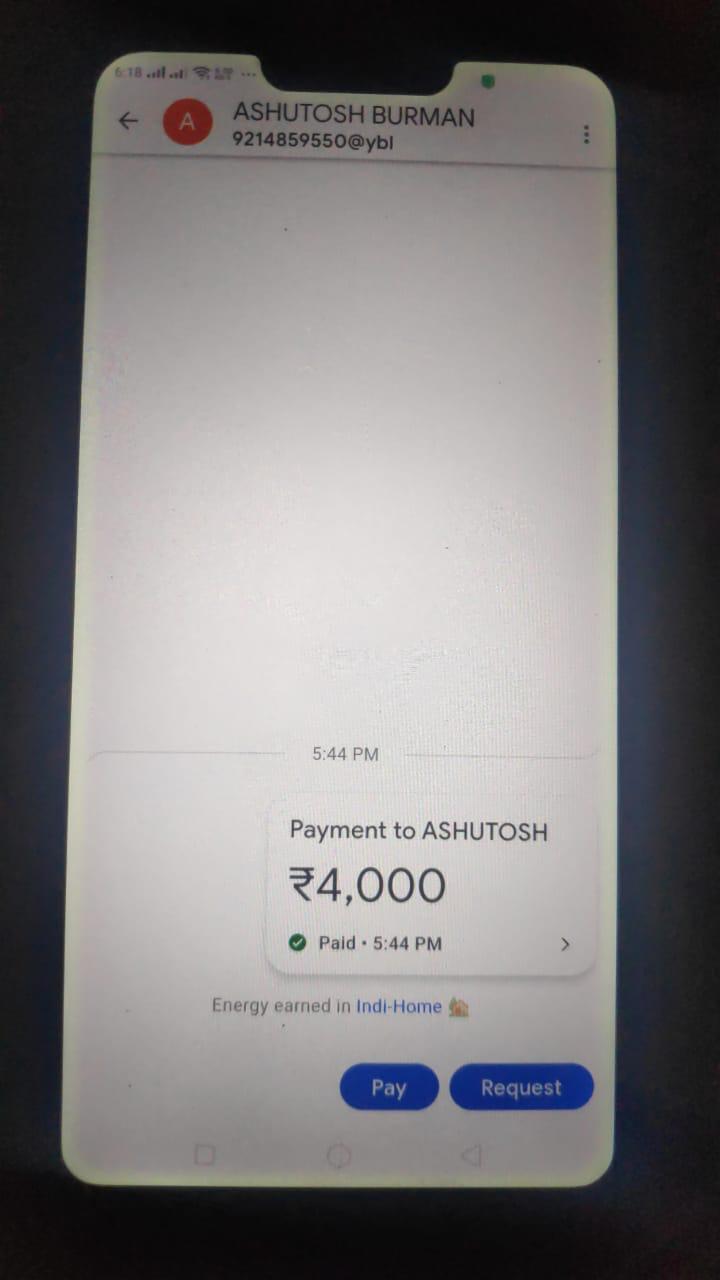 6:18
A
ASHUTOSH BURMAN
9214859550@ybl
5:44 PM
Payment to ASHUTOSH
₹4,000
Paid • 5:44 PM
Energy earned in Indi-Home
Pay
Request